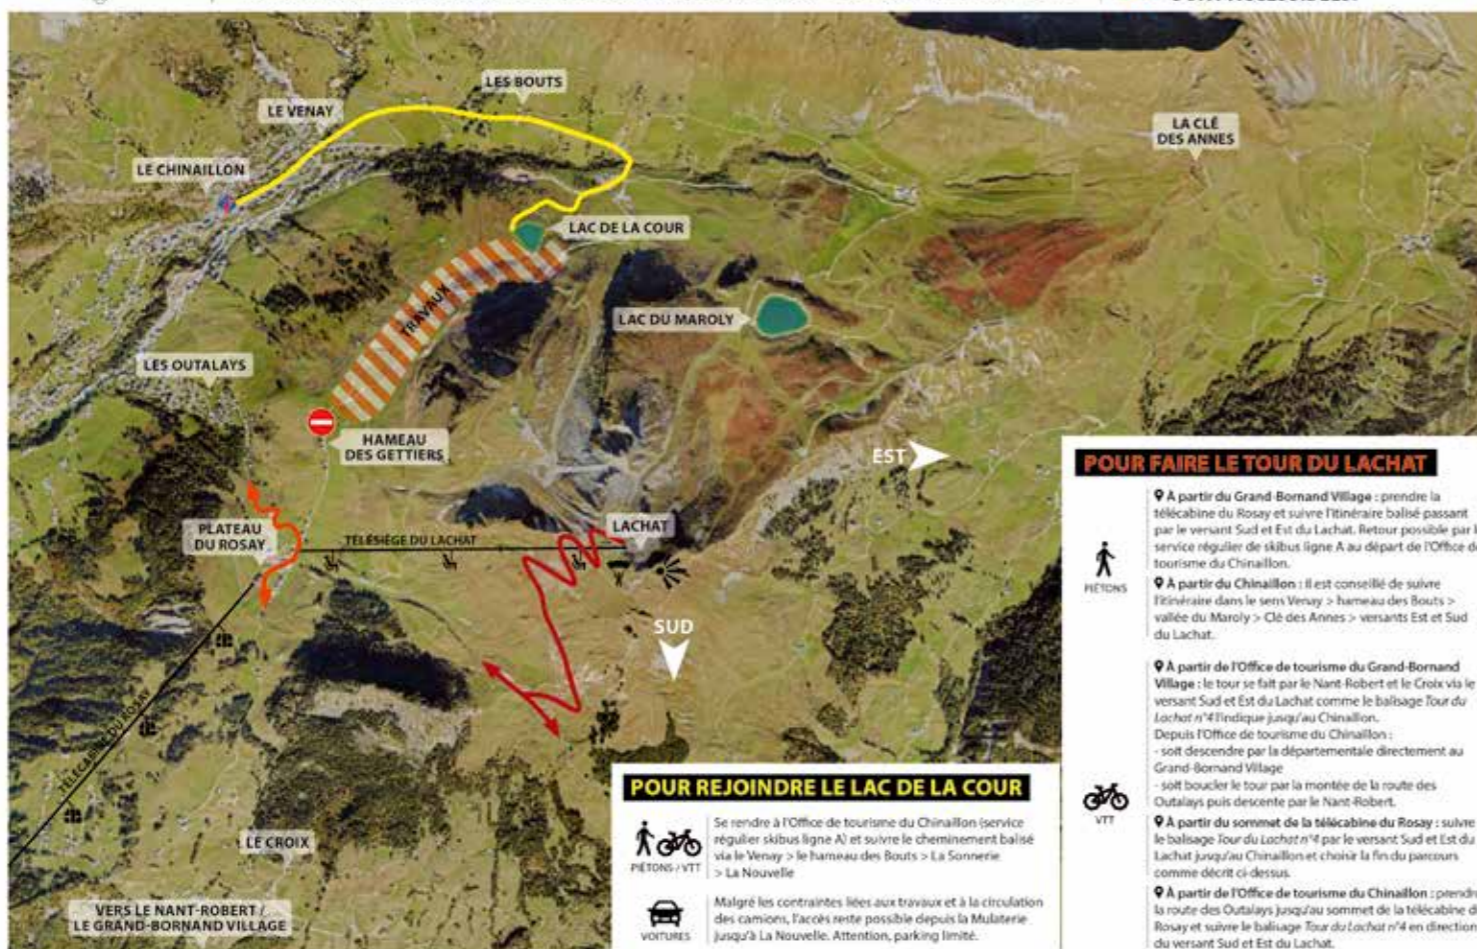 LES BOUTS
LE VENAY
LA CLÉ
DES ANNES
LE CHINAILLON
LAC DE LA COUR
TRAVAUX
LAC DU MAROLY
LES OUTALAYS
HAMEAU
DES GETTIERS
EST
PLATEAU
DU ROSAY
TÉLÉSIÈGE DU LACHAT
LACHAT
SUD
TÉLÉCABINE DU ROSAY
LE CROIX
VERS LE NANT-ROBERT /
LE GRAND-BORNAND VILLAGE
POUR REJOINDRE LE LAC DE LA COUR
PIÉTONS / VTT
Se rendre à l'Office de tourisme du Chinaillon (service
régulier skibus ligne A) et suivre le cheminement balisé
via le Venay > le hameau des Bouts > La Sonnerie
> La Nouvelle
VOITURES
Malgré les contraintes liées aux travaux et à la circulation
des camions, l'accès reste possible depuis la Mulaterie
jusqu'à La Nouvelle. Attention, parking limité.
POUR FAIRE LE TOUR DU LACHAT
PIÉTONS
À partir du Grand-Bornand Village : prendre la
télécabine du Rosay et suivre l'itinéraire balisé passant
par le versant Sud et Est du Lachat. Retour possible par l
service régulier de skibus ligne A au départ de l'Office d
tourisme du Chinaillon.
À partir du Chinaillon : il est conseillé de suivre
l'itinéraire dans le sens Venay > hameau des Bouts >
vallée du Maroly > Clé des Annes > versants Est et Sud
du Lachat.
VTT
À partir de l'Office de tourisme du Grand-Bornand
Village : le tour se fait par le Nant-Robert et le Croix via le
versant Sud et Est du Lachat comme le balisage Tour du
Lachat n°4 l'indique jusqu'au Chinaillon.
Depuis l'Office de tourisme du Chinaillon :
- soit descendre par la départementale directement au
Grand-Bornand Village
- soit boucler le tour par la montée de la route des
Outalays puis descente par le Nant-Robert.
À partir du sommet de la télécabine du Rosay : suivre
le balisage Tour du Lachat n°4 par le versant Sud et Est du
Lachat jusqu'au Chinaillon et choisir la fin du parcours
comme décrit ci-dessus.
À partir de l'Office de tourisme du Chinaillon : prendr
la route des Outalays jusqu'au sommet de la télécabine d
Rosay et suivre le balisage Tour du Lachat n°4 en direction
du versant Sud et Est du Lachat.